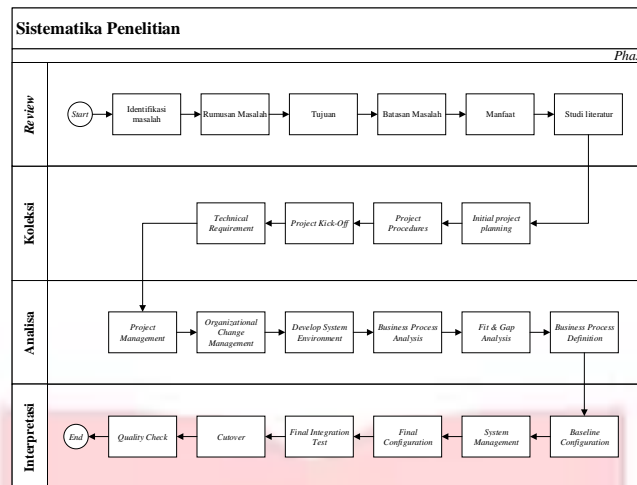 Sistematika Penelitian
Phas
Review
Start
Identifikasi
masalah
Rumusan Masalah
Tujuan
Batasan Masalah
Manfaat
Studi literatur
Koleksi
Technical
Requirement
Project Kick-Off
Project
Procedures
Initial project
planning
Analisa
Project
Management
Organizational
Change
Management
Develop System
Environment
Business Process
Analysis
Fit & Gap
Analysis
Business Process
Definition
Interpretasi
End
Quality Check
Cutover
Final Integration
Test
Final
Configuration
System
Management
Baseline
Configuration